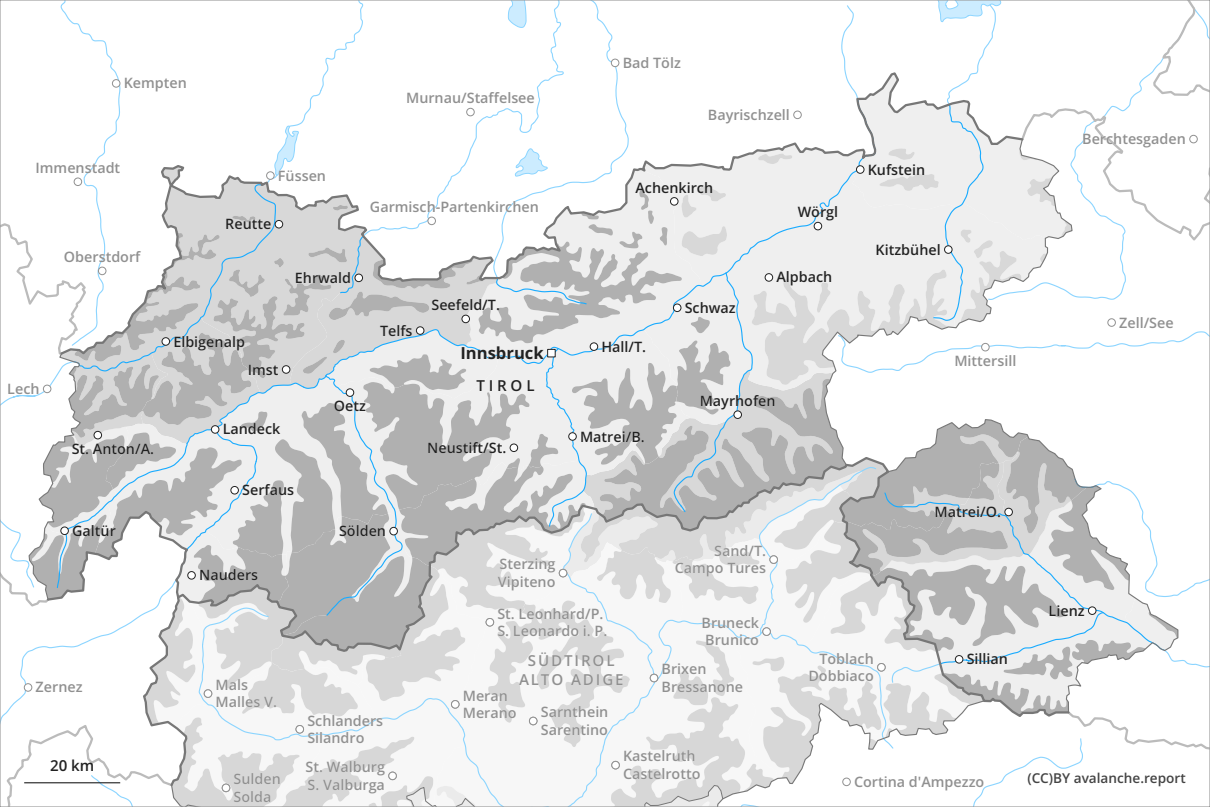 Kempten
Bad Tölz
Murnau/Staffelsee
Bayrischzell
Berchtesgaden
Immenstadt
Füssen
Kufstein
Achenkirch
Garmisch-Partenkirchen
Wörgl
Reutte
Kitzbühel
Oberstdorf
Ehrwald
Alpbach
Seefeld/T.
Schwaz
Telfs
Zell/See
Elbigenalp
Innsbruck
Hall/T.
Mittersill
Imst
TIROL
Lech
Oetz
Mayrhofen
Landeck
Matrei/B.
St. Anton/A.
Neustift/St.
Serfaus
Matrei/O.
Galtür
Sölden
Sand/T.
Campo Tures
Sterzing
Vipiteno
Nauders
Lienz
St. Leonhard/P.
S. Leonardo i. P.
Bruneck
Brunico
SÜDTIROL
ALTO ADIGE
Toblach
Dobbiaco
Sillian
Brixen
Bressanone
Zernez
Mals
Malles V.
Meran
Merano
Sarnthein
Sarentino
Schlanders
Silandro
Kastelruth
Castelrotto
St. Walburg
S. Valburga
Sulden
Solda
20 km
Cortina d'Ampezzo
(CC)BY avalanche.report